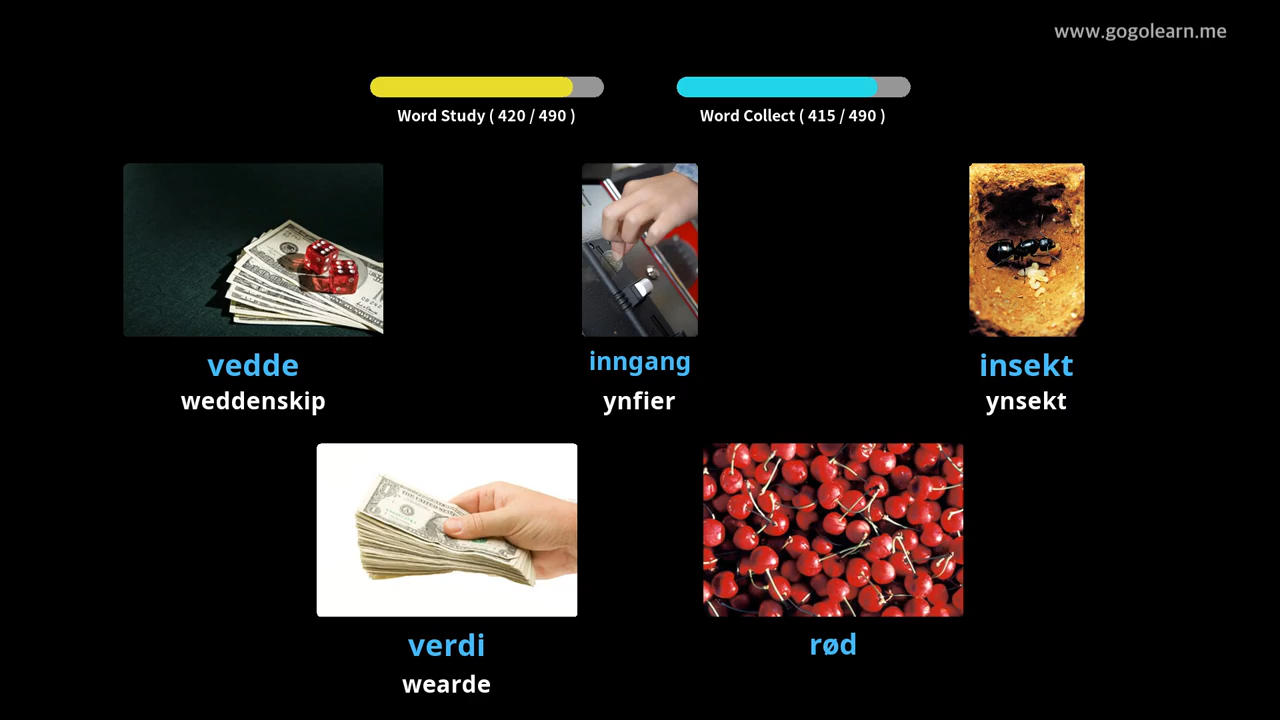 www.gogolearn.me
Word Study ( 420 / 490 )
Word Collect ( 415 / 490 )
vedde
weddenskip
inngang
ynfier
insekt
ynsekt
verdi
wearde
rød